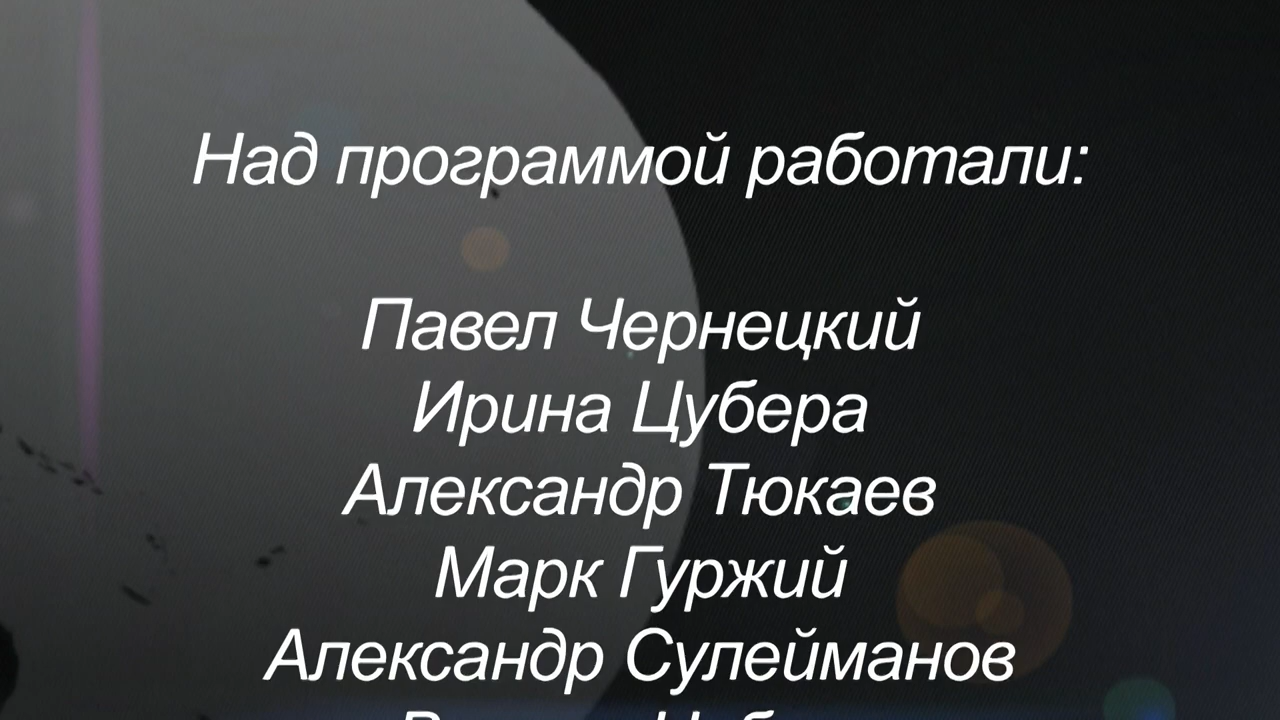 Над программой работали:
Павел Чернецкий
Ирина Цубера
Александр Тюкаев
Марк Гуржий
Александр Сулейманов